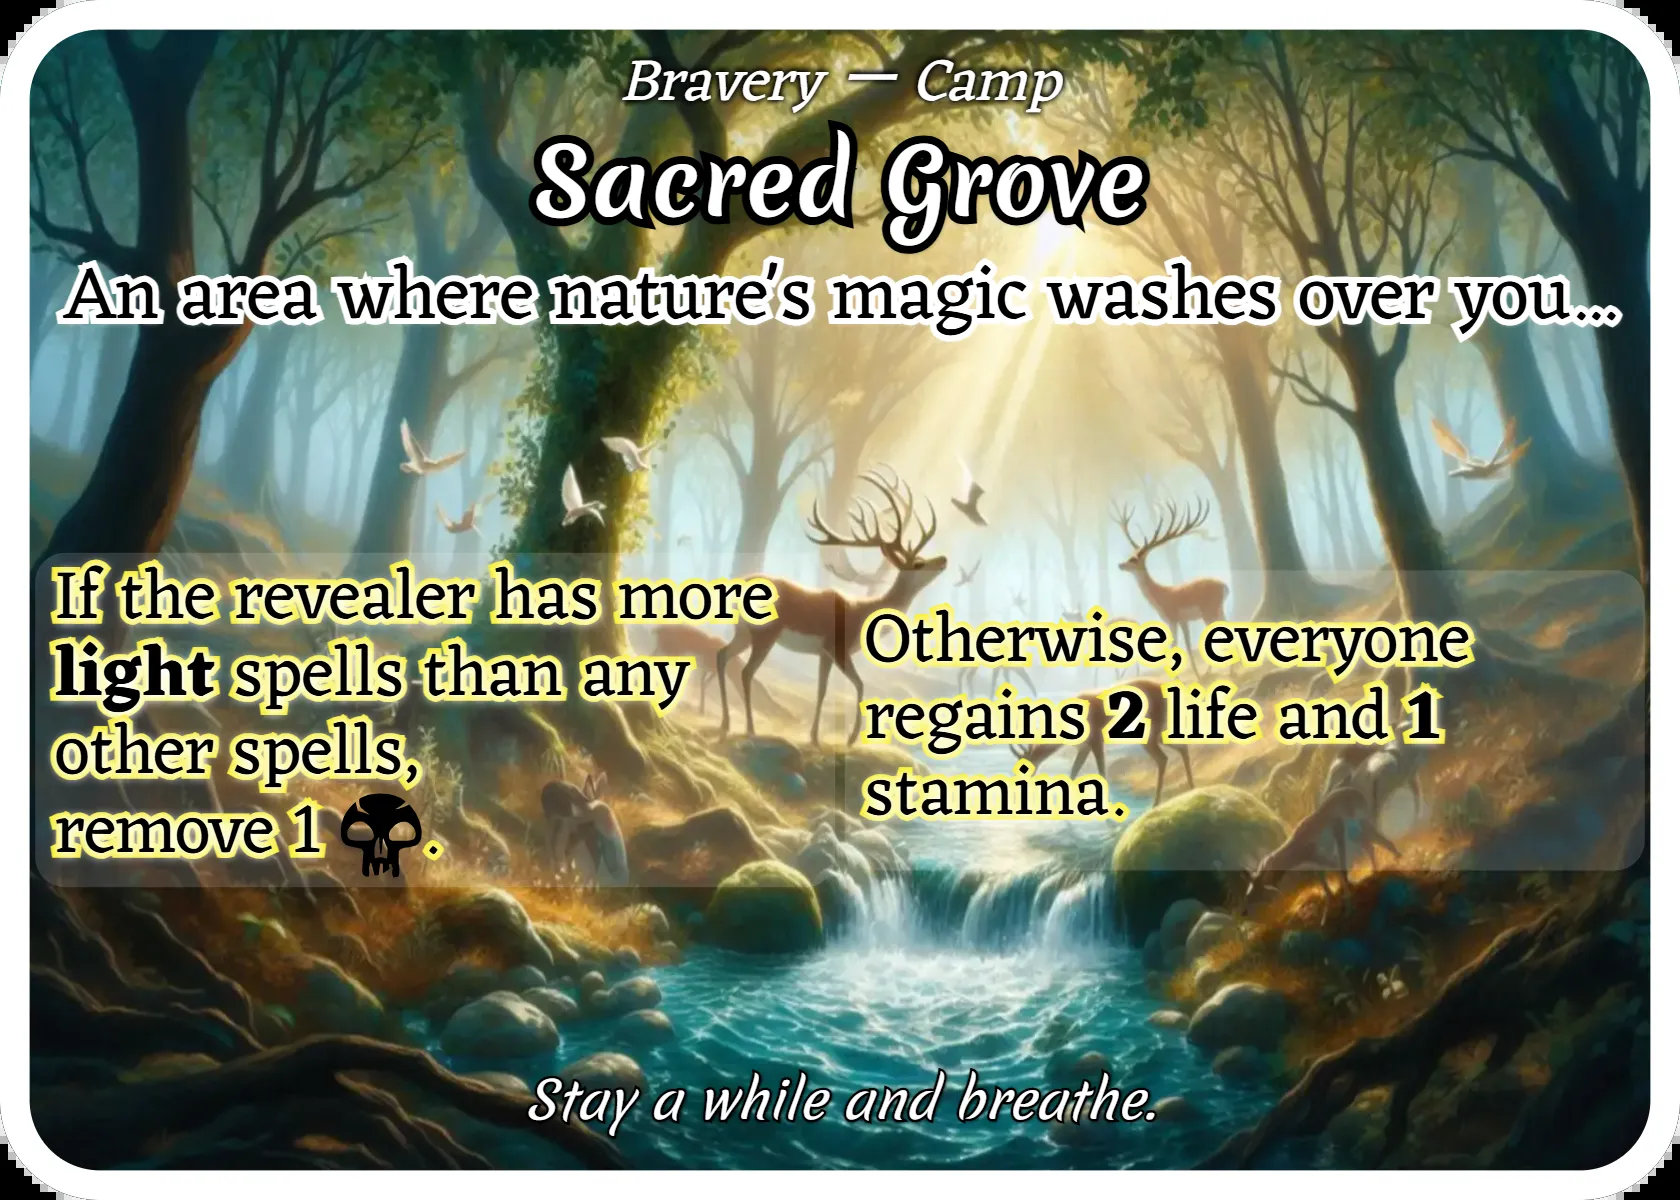 Bravery — Camp
Sacred Grove
An area where nature's magic washes over you...
If the revealer has more
light spells than any
other spells,
remove 1 .
Otherwise, everyone
regains 2 life and 1
stamina.
Stay a while and breathe.